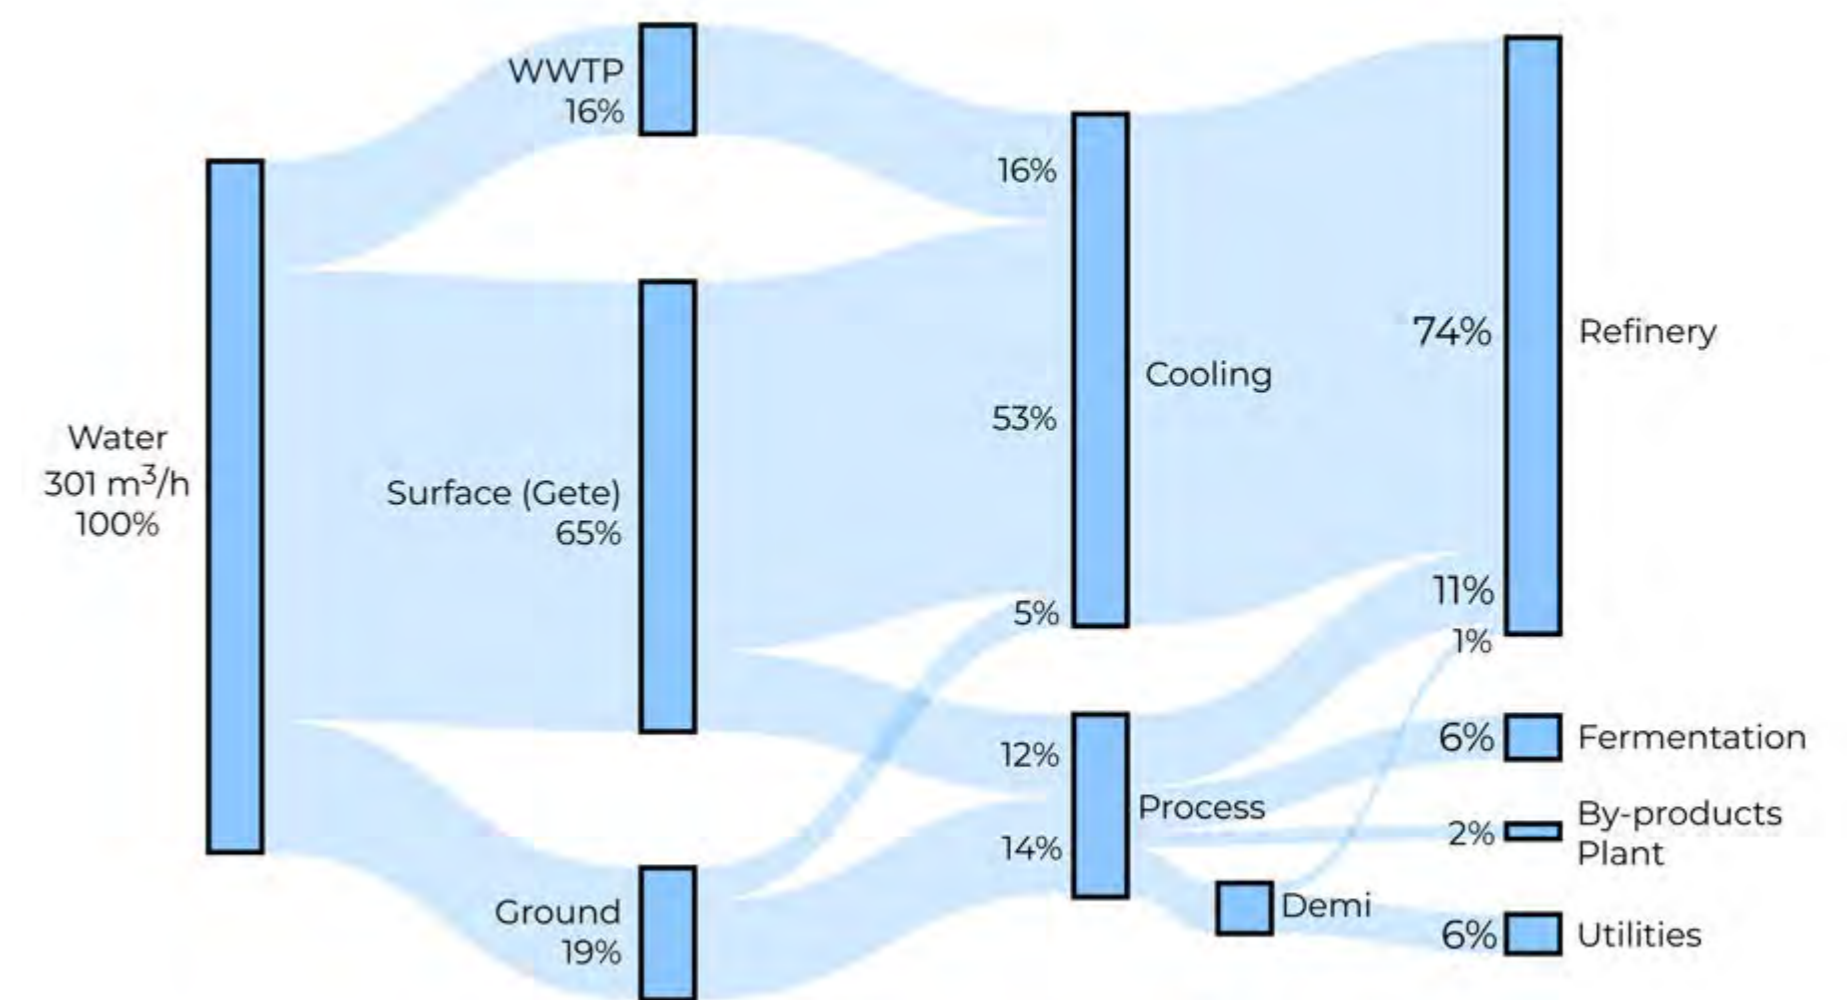 WWTP
16%
Water
301 m³/h
100%
Surface (Gete)
65%
Ground
19%
16%
53%
5%
Cooling
12%
14%
Process
Demi
74%
11%
1%
Refinery
6%
Fermentation
2%
By-products
Plant
6%
Utilities